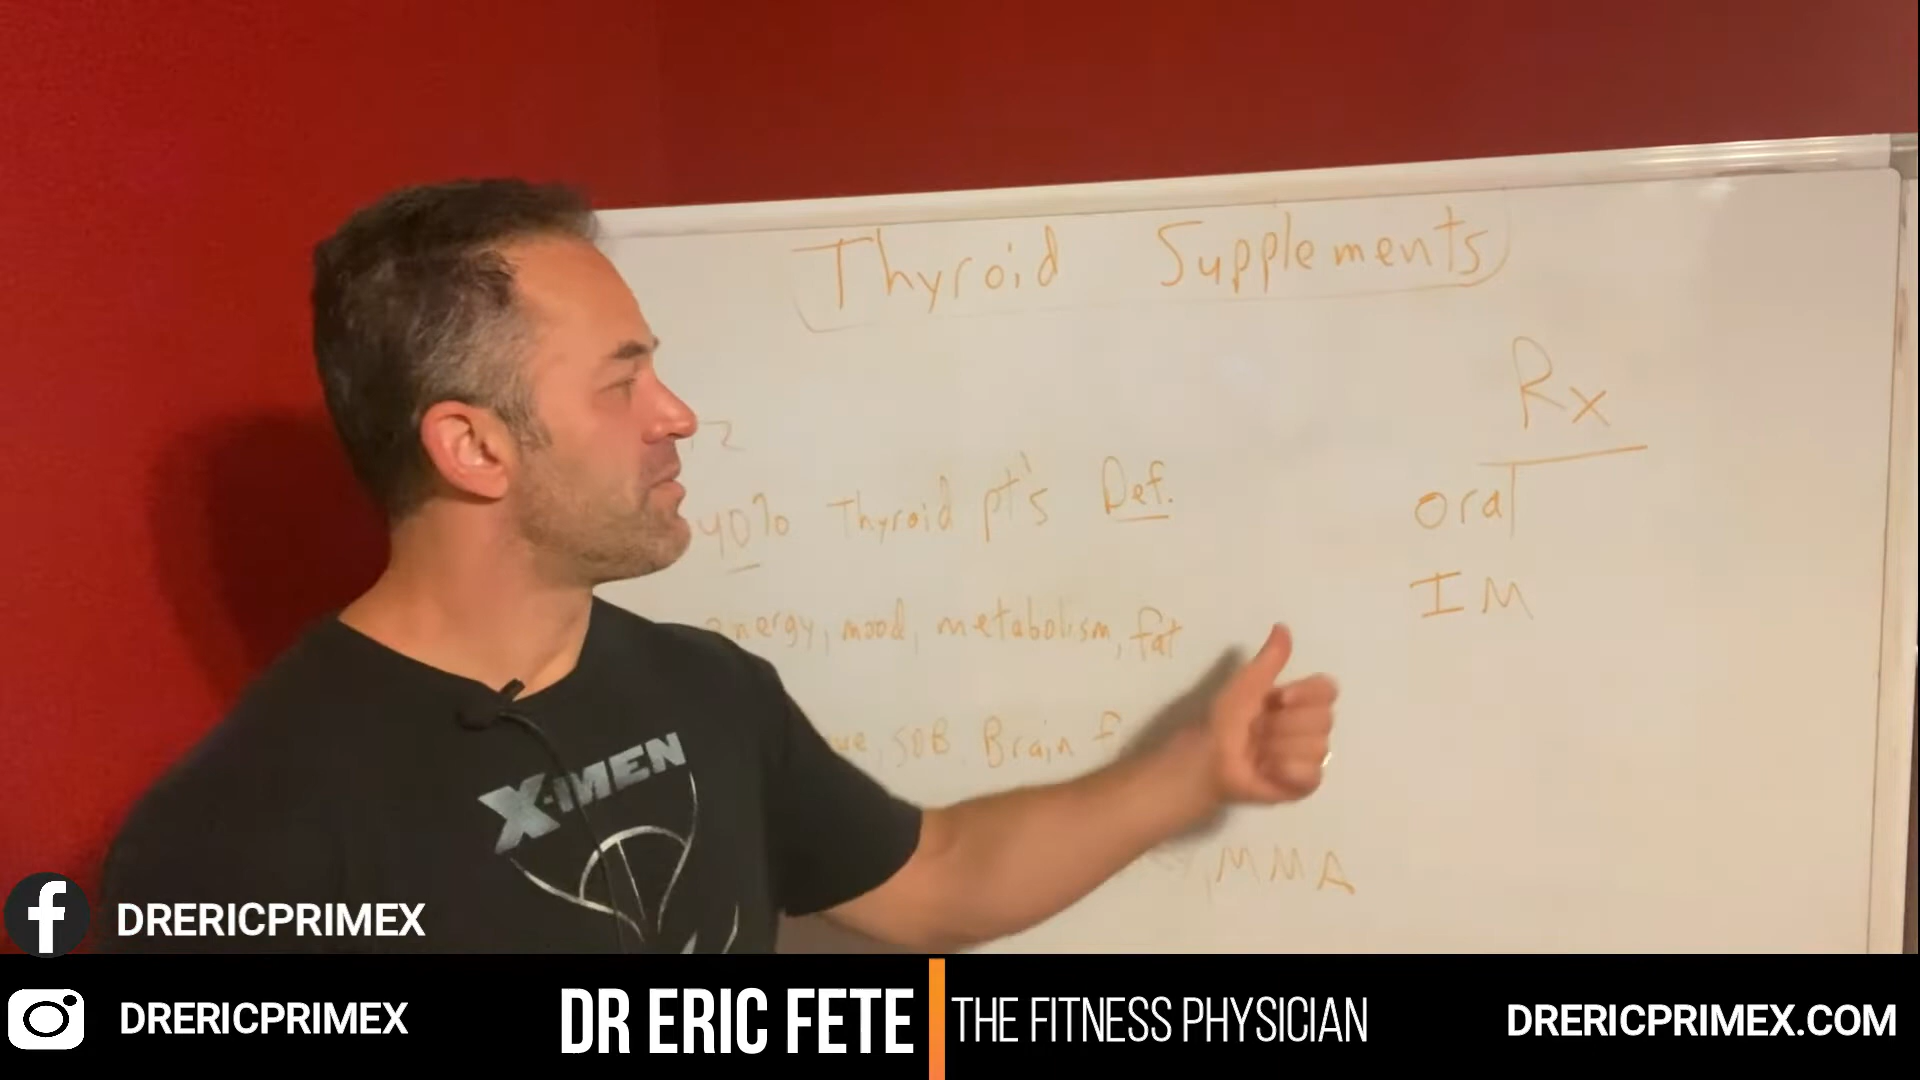 Thyroid Supplements
Rx
12
40% Thyroid pt's Def.
oral
IM
energy, mood, metabolism, fat
SOB Brain
MMA
X-MEN
DRERICPRIMEX
DRERICPRIMEX
DR ERIC FETE THE FITNESS PHYSICIAN
DRERICPRIMEX.COM